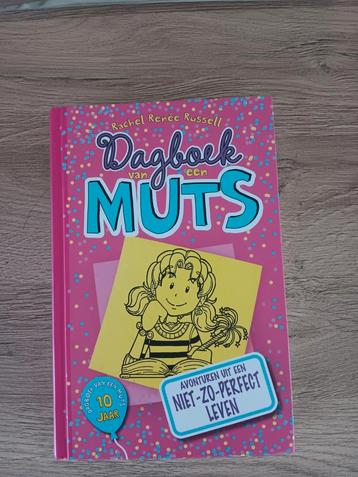 Rachel Renée Russell
Dagboek
van een
MUTS
DAGBOEK VAN EEN MUTS
10
JAAR
AVONTUREN UIT EEN
NIET-ZO-PERFECT
LEVEN